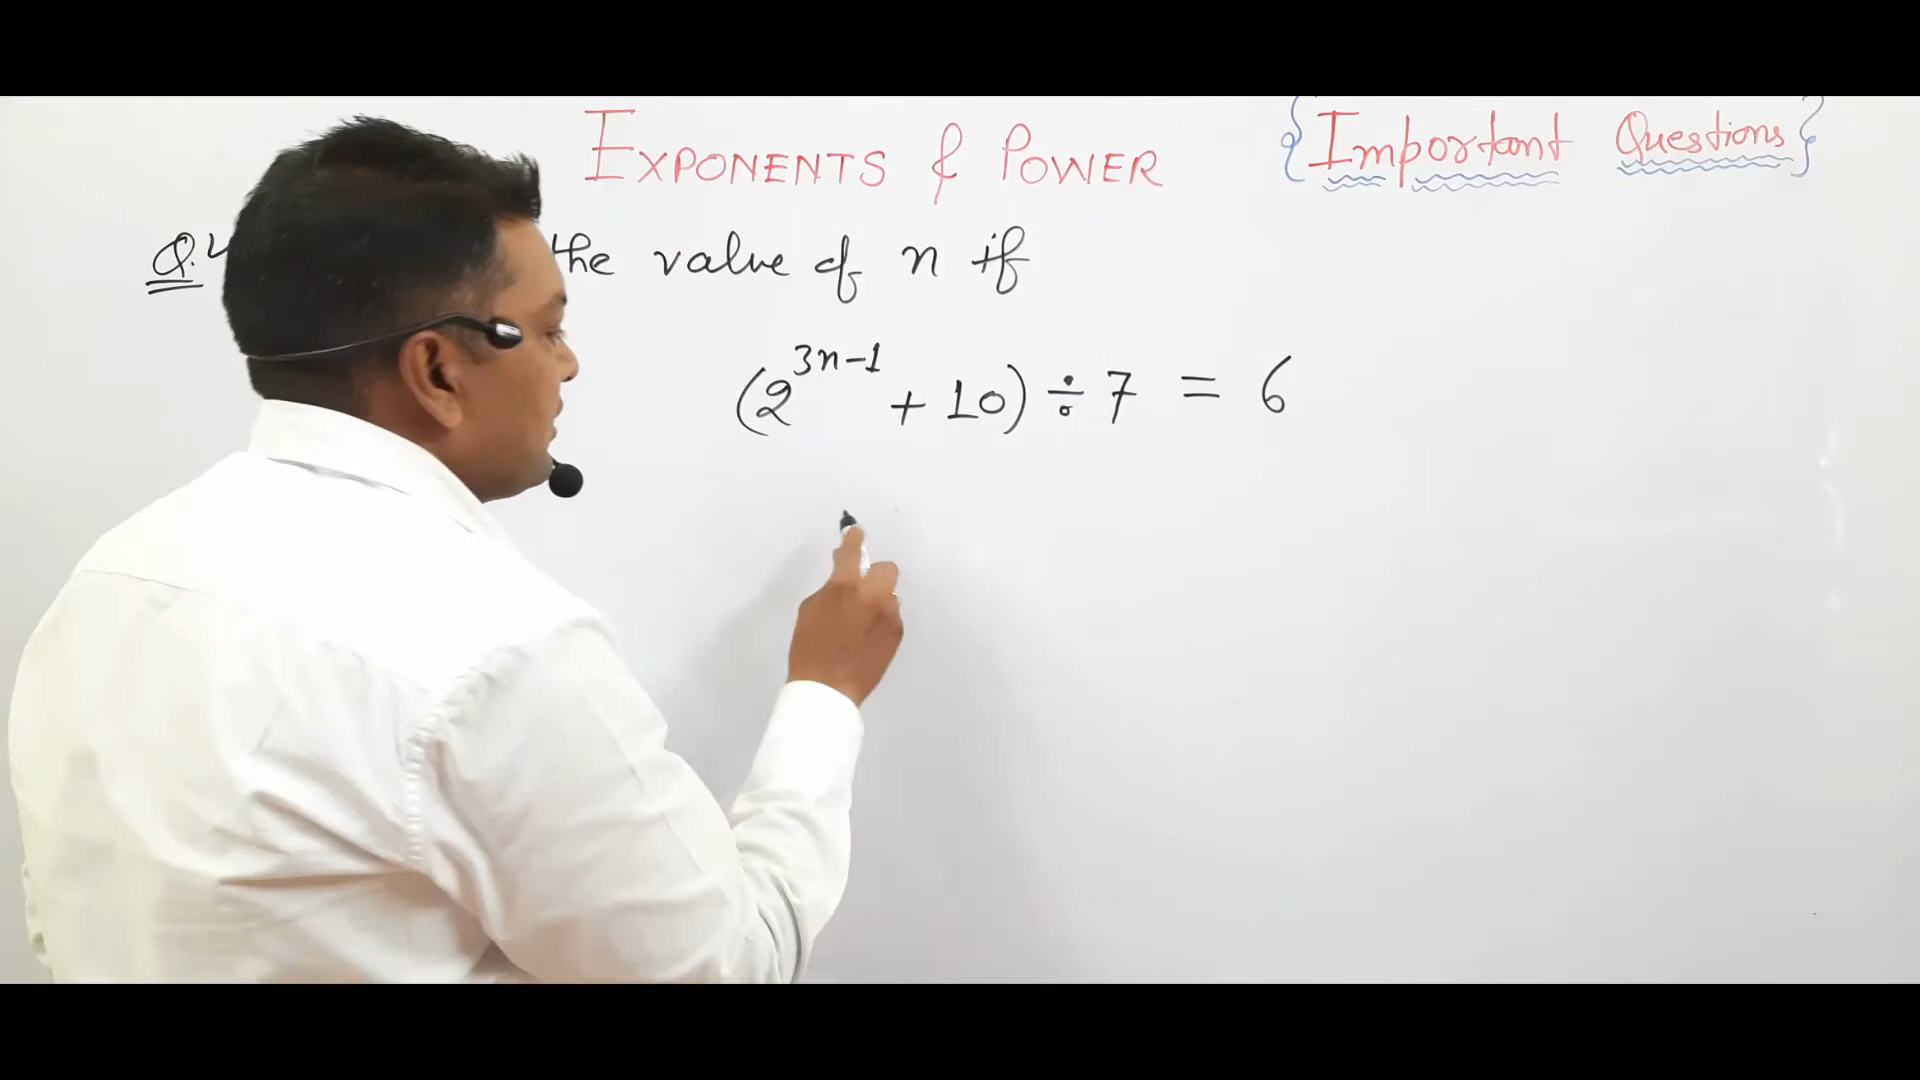 EXPONENTS & POWER {Important Questions}
Q.4 the value of n if
(2^{3n-1} + 10) ÷ 7 = 6